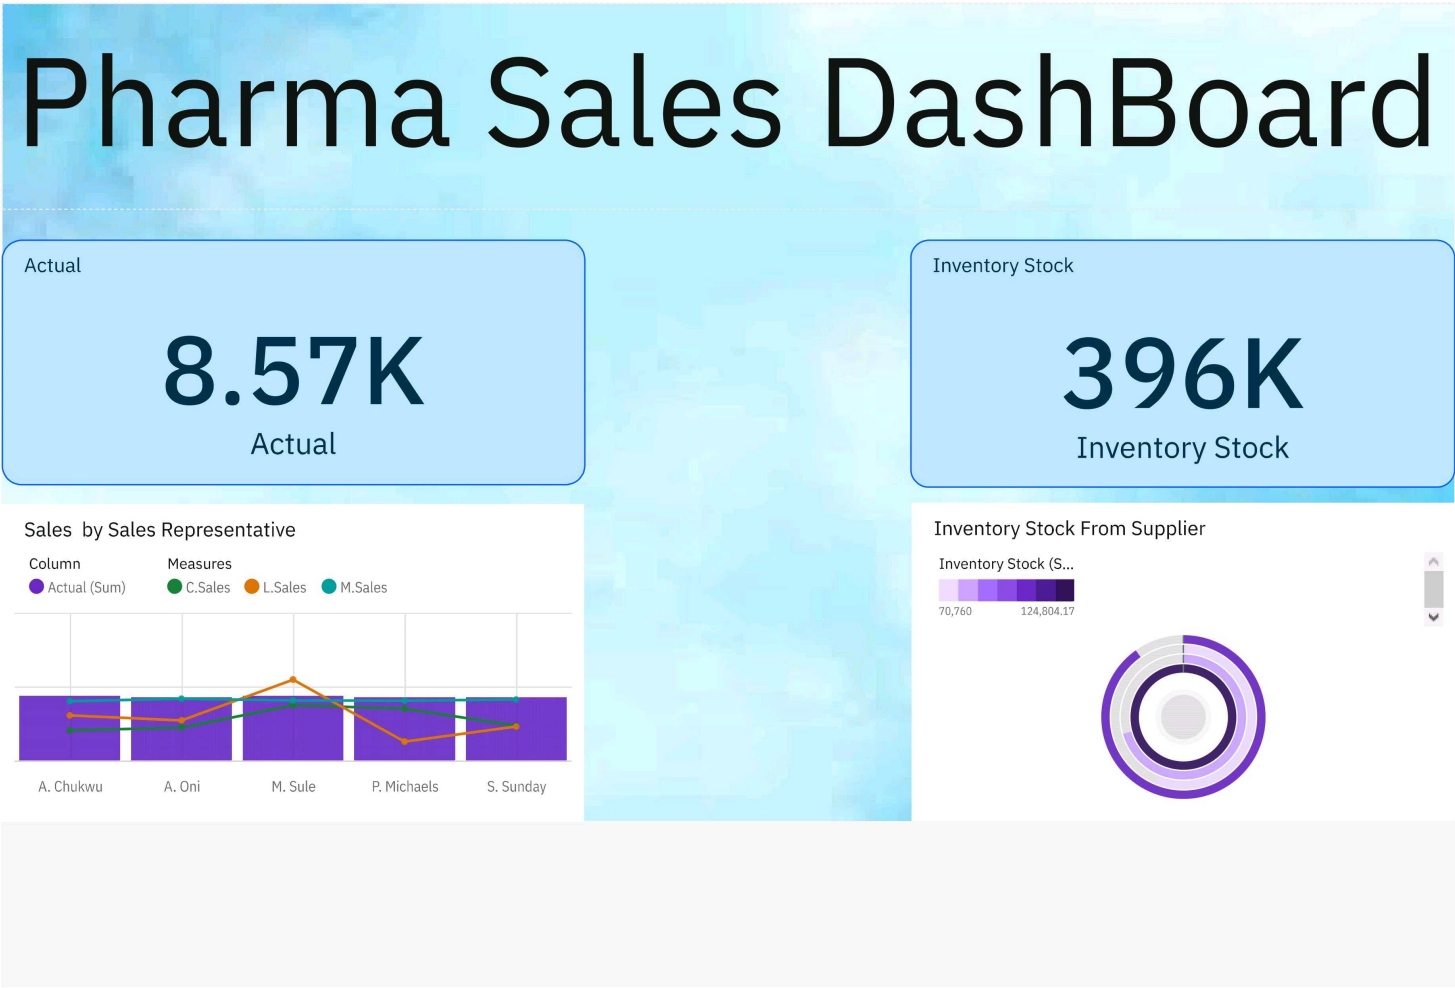 Pharma Sales DashBoard
Actual
8.57K
Actual
Inventory Stock
396K
Inventory Stock
Sales by Sales Representative
Column
Actual (Sum)
Measures
C.Sales L.Sales M.Sales
A. Chukwu A. Oni M. Sule P. Michaels S. Sunday
Inventory Stock From Supplier
Inventory Stock (S...
70,760 124,804.17